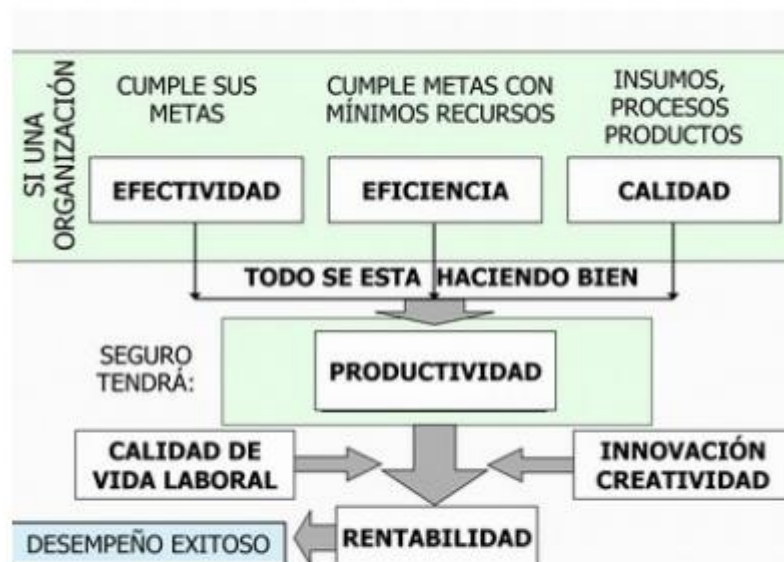 SI UNA
ORGANIZACIÓN
CUMPLE SUS
METAS
CUMPLE METAS CON
MÍNIMOS RECURSOS
INSUMOS,
PROCESOS
PRODUCTOS
EFECTIVIDAD
EFICIENCIA
CALIDAD
TODO SE ESTA HACIENDO BIEN
SEGURO
TENDRÁ:
PRODUCTIVIDAD
CALIDAD DE
VIDA LABORAL
INNOVACIÓN
CREATIVIDAD
RENTABILIDAD
DESEMPEÑO EXITOSO